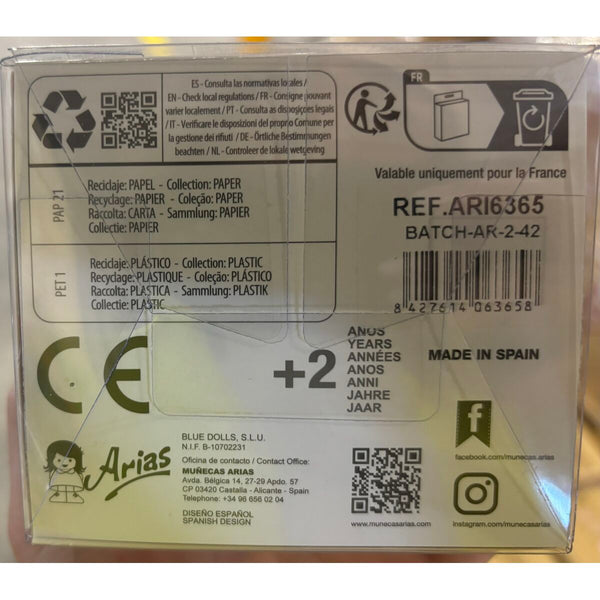 ES - Consulta las normativas locales /
EN - Check local regulations / FR - Consigne pouvant
varier localement / PT - Consulta as disposições legais
/ IT - Verificare le disposizioni del proprio Comune per
la gestione dei rifiuti / DE - Örtliche Bestimmungen
beachten / NL - Controleer de lokale wetgeving
PAP 21
Reciclaje: PAPEL - Collection: PAPER
Recyclage: PAPIER - Coleção: PAPER
Raccolta: CARTA - Sammlung: PAPIER
Collectie: PAPIER
PET 1
Reciclaje: PLÁSTICO - Collection: PLASTIC
Recyclage: PLASTIQUE - Coleção: PLÁSTICO
Raccolta: PLASTICA - Sammlung: PLASTIK
Collectie: PLASTIC
FR
Valable uniquement pour la France
REF.ARI6365
BATCH-AR-2-42
8 427614 063658
CE
+2
AÑOS
YEARS
ANNÉES
ANOS
ANNI
JAHRE
JAAR
MADE IN SPAIN
Arias
BLUE DOLLS, S.L.U.
N.I.F. B-10702231
Oficina de contacto / Contact Office:
MUÑECAS ARIAS
Avda. Bélgica 14, 27-29 Apdo. 57
CP 03420 Castalla - Alicante - Spain
Telephone: +34 96 656 02 04
DISEÑO ESPAÑOL
SPANISH DESIGN
www.munecasarias.com
f
facebook.com/munecas.arias
instagram.com/munecasarias